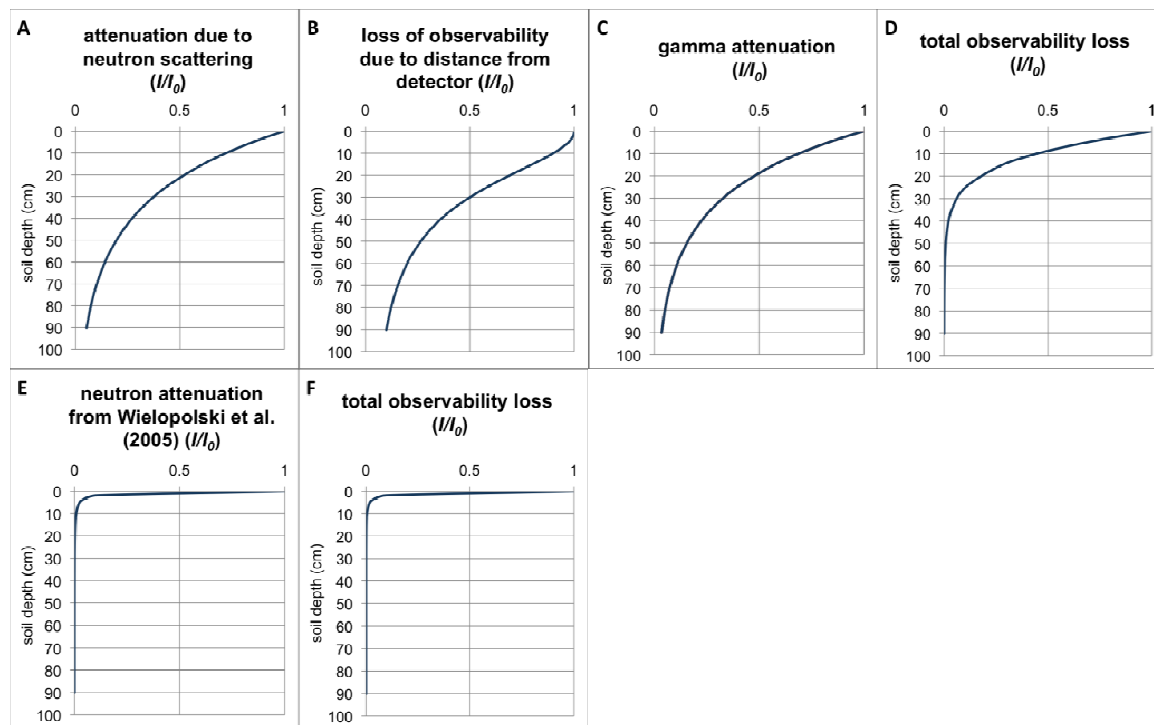 A
attenuation due to
neutron scattering
(I/I0)
0 0.5 1
0
10
20
30
40
50
60
70
80
90
100
soil depth (cm)
B
loss of observability
due to distance from
detector (I/I0)
0 0.5 1
0
10
20
30
40
50
60
70
80
90
100
soil depth (cm)
C
gamma attenuation
(I/I0)
0 0.5 1
0
10
20
30
40
50
60
70
80
90
100
soil depth (cm)
D
total observability loss
(I/I0)
0 0.5 1
0
10
20
30
40
50
60
70
80
90
100
soil depth (cm)
E
neutron attenuation
from Wielopolski et al.
(2005) (I/I0)
0 0.5 1
0
10
20
30
40
50
60
70
80
90
100
soil depth (cm)
F
total observability loss
(I/I0)
0 0.5 1
0
10
20
30
40
50
60
70
80
90
100
soil depth (cm)